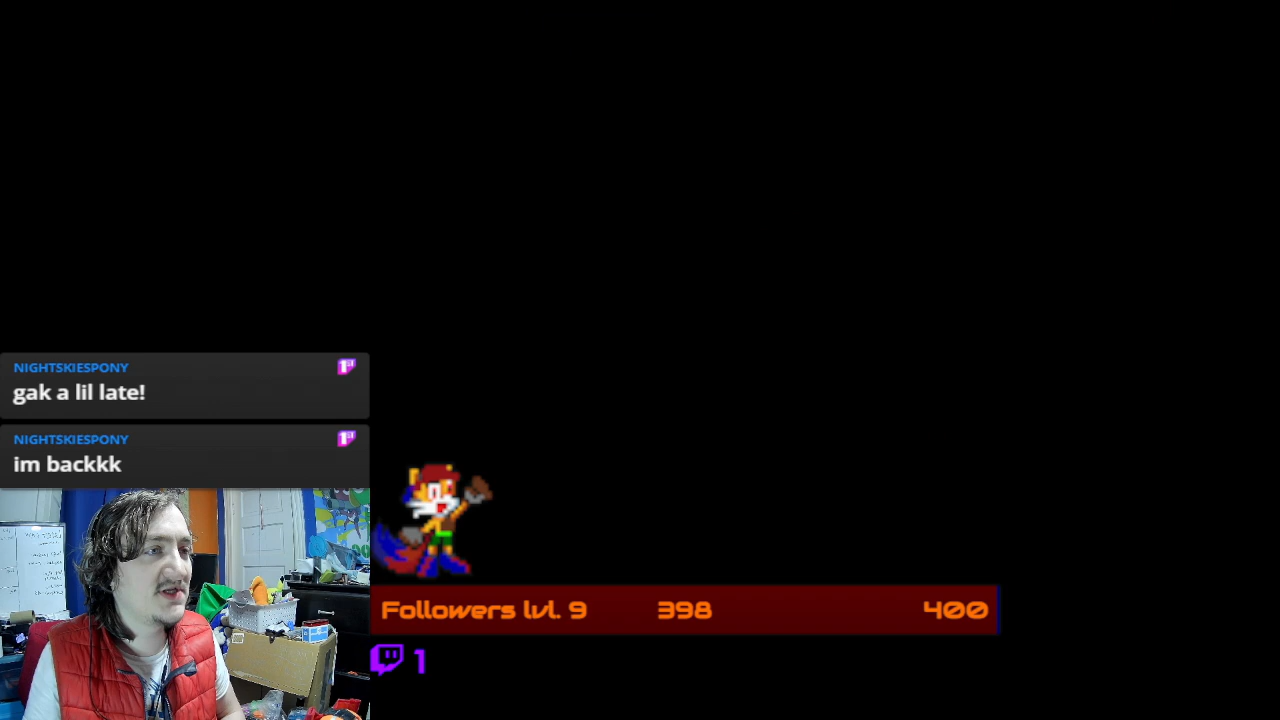 NIGHTSKIESPONY
gak a lil late!
NIGHTSKIESPONY
im backkk
Followers lvl. 9 398 400
1